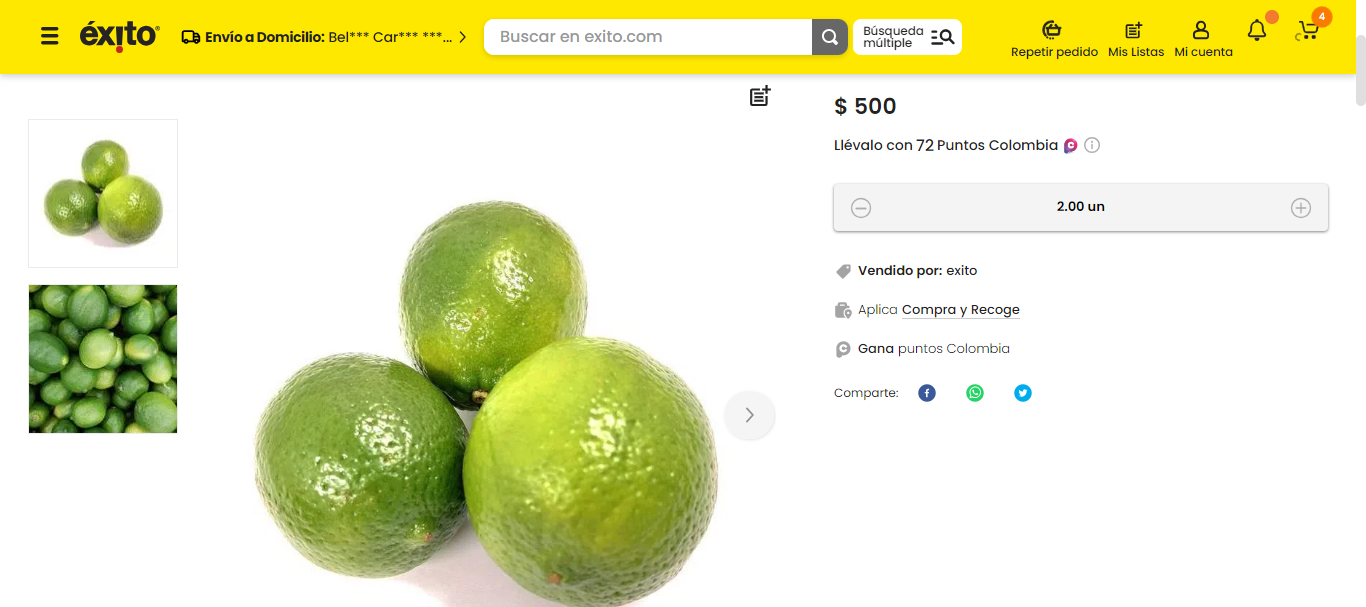 éxito
Envío a Domicilio: Bel*** Car*** ***...
Buscar en exito.com
Búsqueda
múltiple
Repetir pedido
Mis Listas
Mi cuenta
4
$ 500
Llévalo con 72 Puntos Colombia
2.00 un
Vendido por: exito
Aplica Compra y Recoge
Gana puntos Colombia
Comparte: